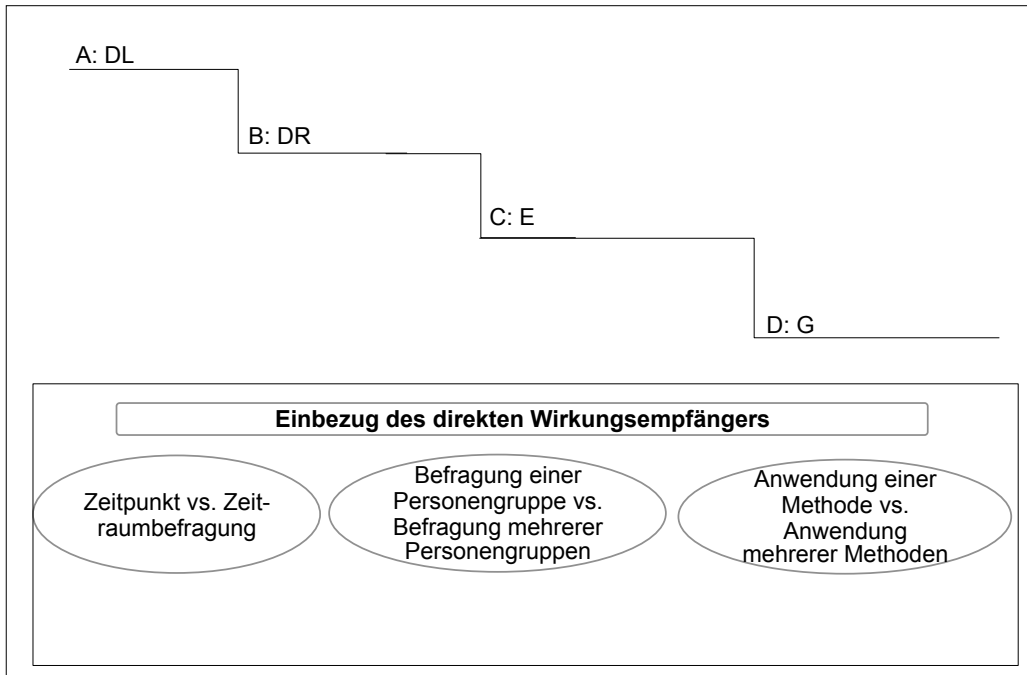 A: DL
B: DR
C: E
D: G
Einbezug des direkten Wirkungsempfängers
Zeitpunkt vs. Zeit-
raumbefragung
Befragung einer
Personengruppe vs.
Befragung mehrerer
Personengruppen
Anwendung einer
Methode vs.
Anwendung
mehrerer Methoden